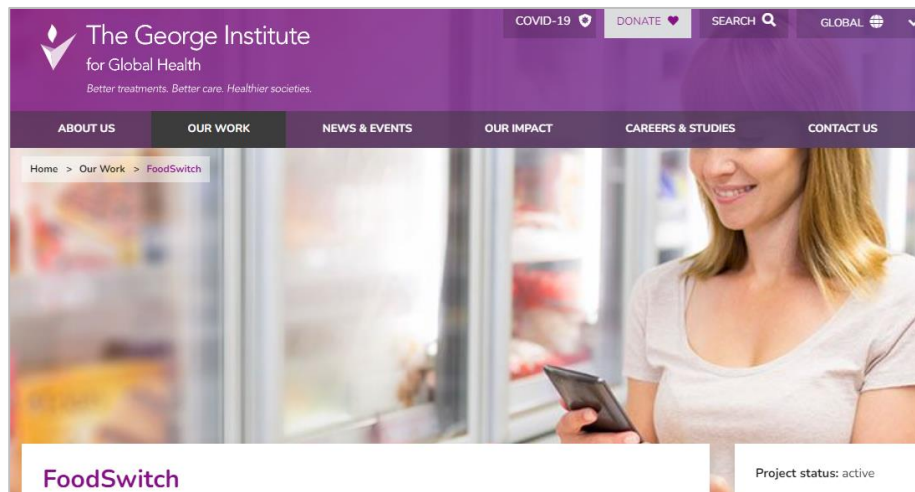 COVID-19 DONATE SEARCH GLOBAL
The George Institute
for Global Health
Better treatments. Better care. Healthier societies.
ABOUT US OUR WORK NEWS & EVENTS OUR IMPACT CAREERS & STUDIES CONTACT US
Home > Our Work > FoodSwitch
FoodSwitch
Project status: active